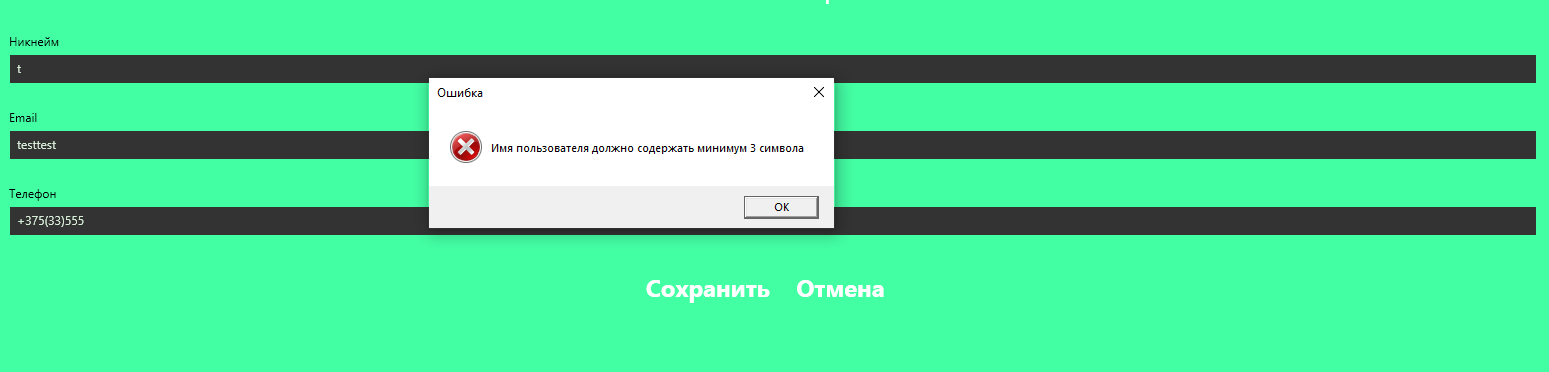 Никнейм
t
Ошибка
Email
testtest
Имя пользователя должно содержать минимум 3 символа
Телефон
+375(33)555
OK
Сохранить Отмена